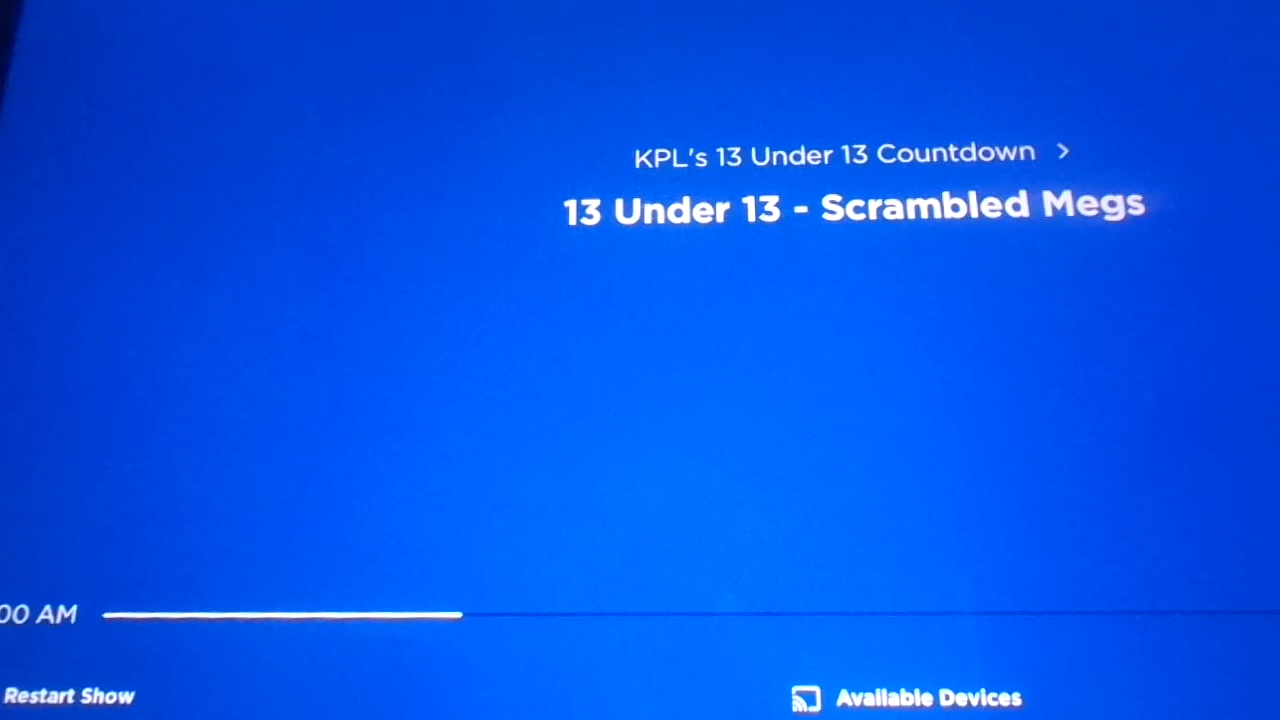 KPL's 13 Under 13 Countdown >
13 Under 13 - Scrambled Megs
00 AM
Restart Show
Available Devices